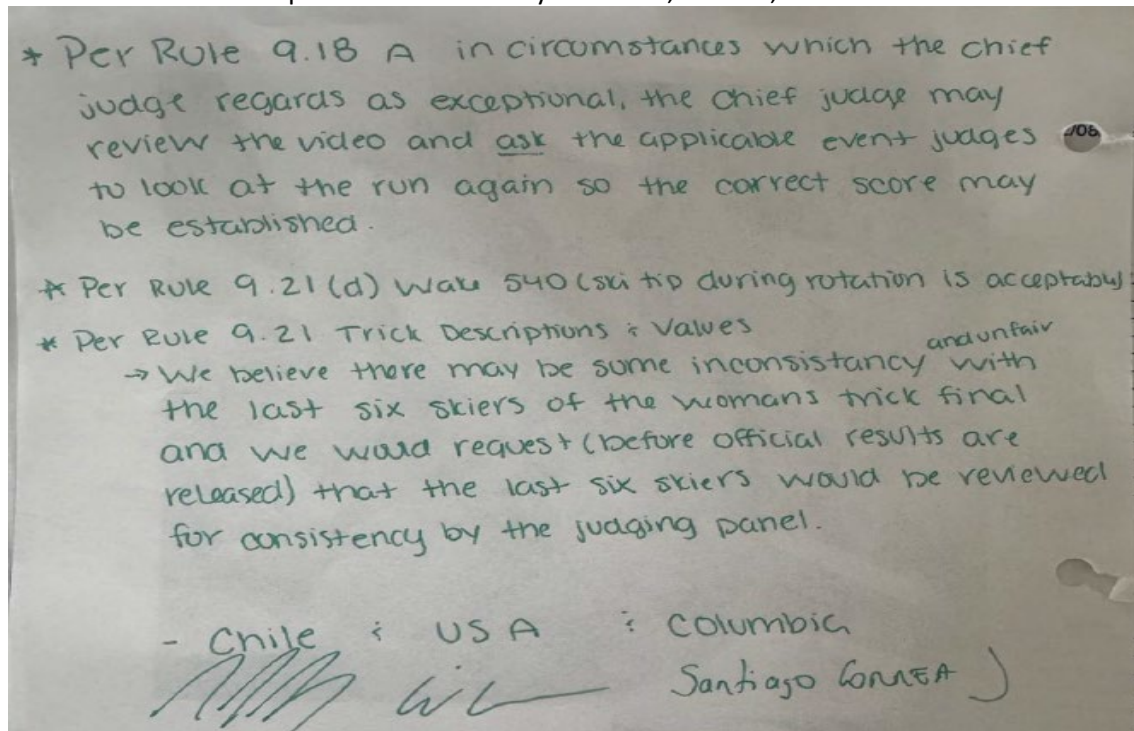 * Per Rule 9.18 A in circumstances which the chief
judge regards as exceptional, the chief judge may
review the video and ask the applicable event judges
to look at the run again so the correct score may
be established.
* Per Rule 9.21 (d) Wake 540 (ski tip during rotation is acceptable)
* Per Rule 9.21 Trick Descriptions & Values
and unfair
→ We believe there may be some inconsistancy with
the last six skiers of the womans trick final
and we would request (before official results are
released) that the last six skiers would be reviewed
for consistency by the judging panel.
- Chile & USA & Columbia
Santiago CORREA